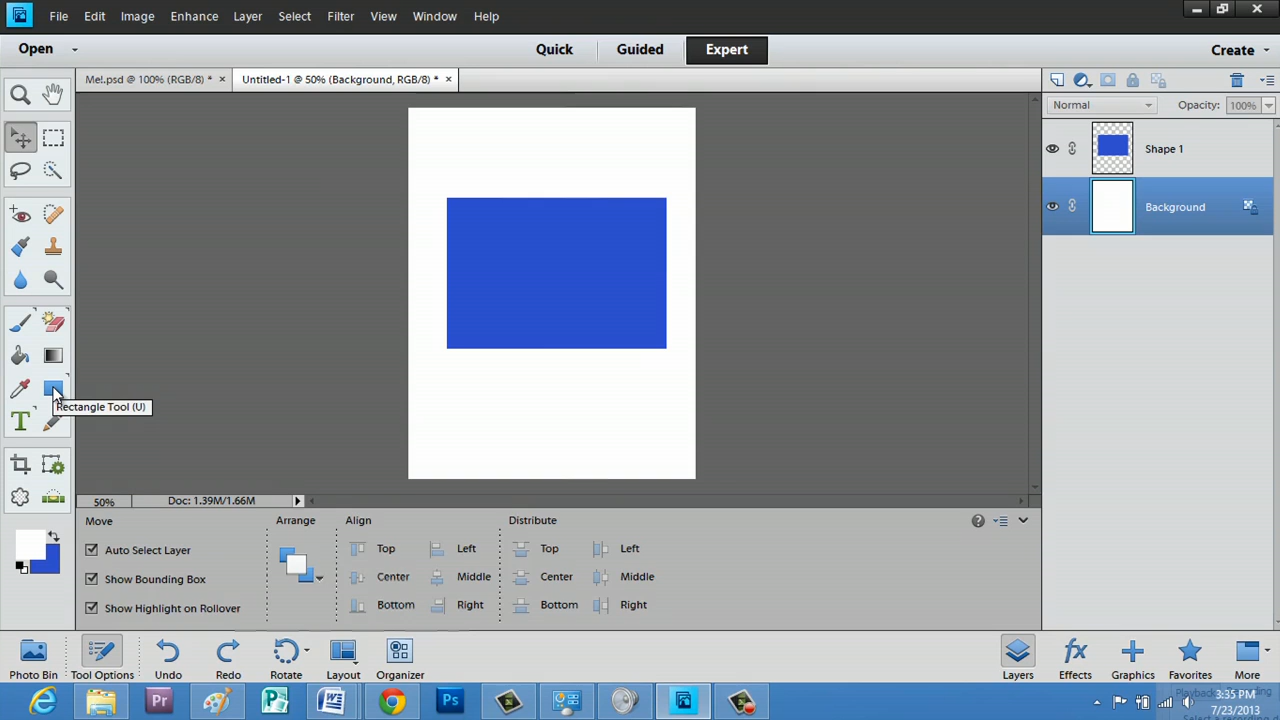 File Edit Image Enhance Layer Select Filter View Window Help
Open Quick Guided Expert Create
Me!.psd @ 100% (RGB/8) * × Untitled-1 @ 50% (Background, RGB/8) * ×
Normal Opacity: 100%
Shape 1
Background
Rectangle Tool (U)
T
50% Doc: 1.39M/1.66M
Move Arrange Align Distribute
Auto Select Layer Top Left Top Left
Show Bounding Box Center Middle Center Middle
Show Highlight on Rollover Bottom Right Bottom Right
fx
Photo Bin Tool Options Undo Redo Rotate Layout Organizer Layers Effects Graphics Favorites More
Pr Ps
3:35 PM
7/23/2013